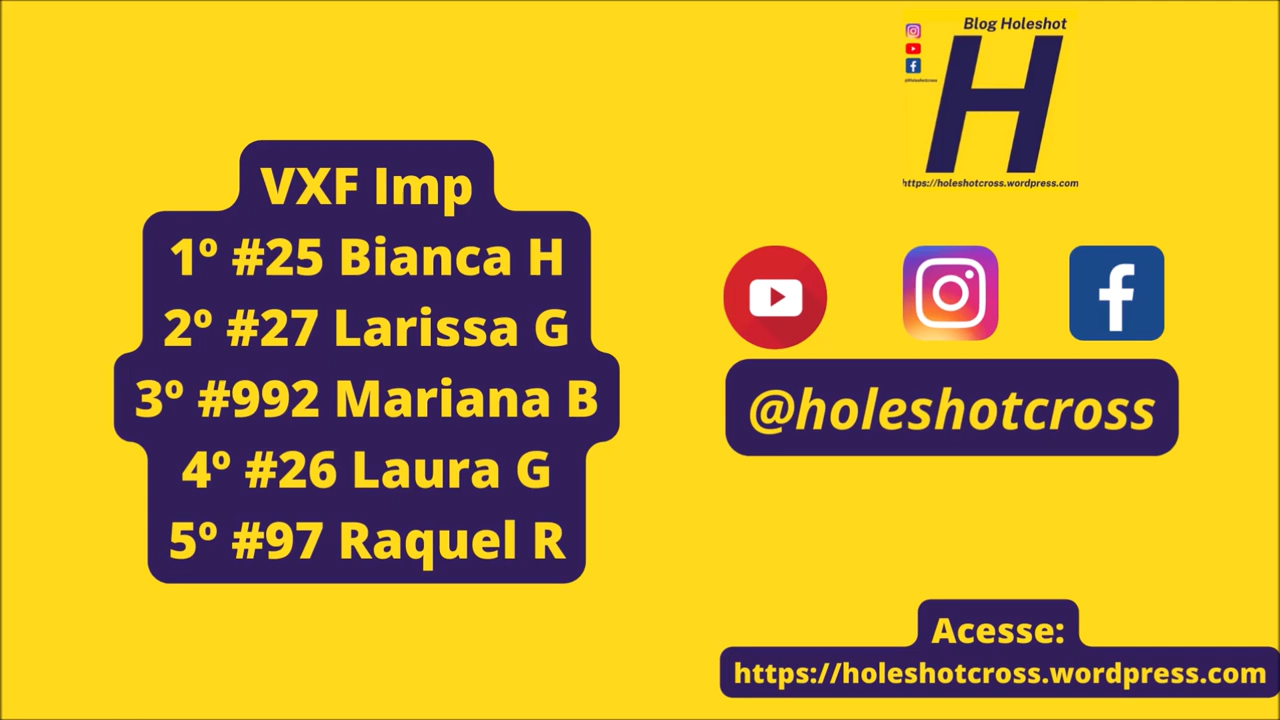 VXF Imp
1º #25 Bianca H
2º #27 Larissa G
3º #992 Mariana B
4º #26 Laura G
5º #97 Raquel R
Blog Holeshot
@holeshotcross
H
https://holeshotcross.wordpress.com
@holeshotcross
Acesse:
https://holeshotcross.wordpress.com